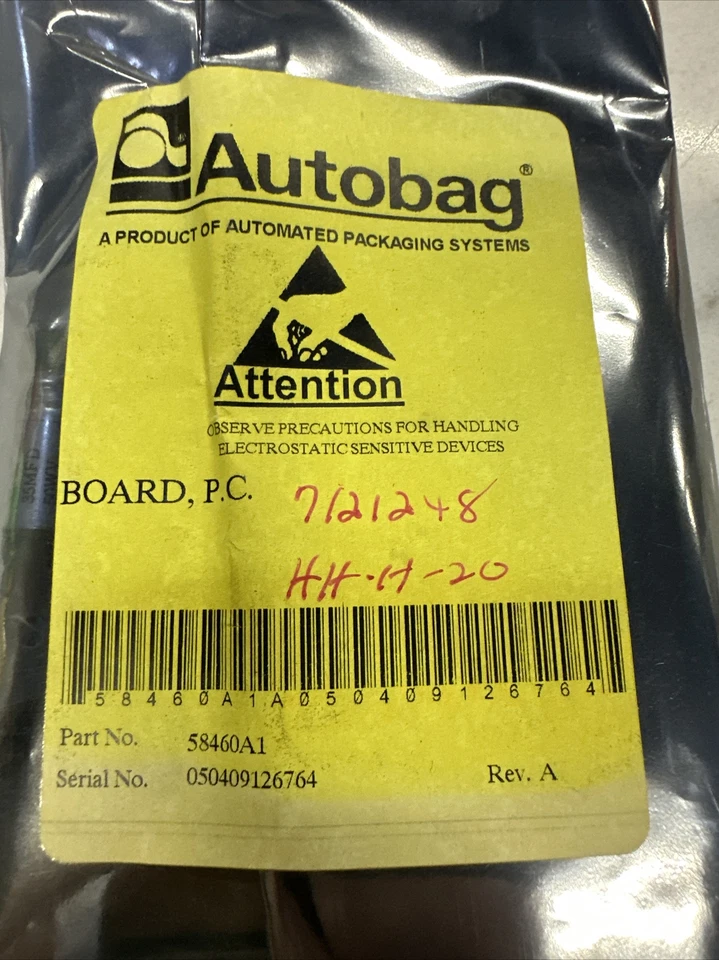 Autobag®
A PRODUCT OF AUTOMATED PACKAGING SYSTEMS
Attention
OBSERVE PRECAUTIONS FOR HANDLING
ELECTROSTATIC SENSITIVE DEVICES
BOARD, P.C. 7121248
HH-H-20
58460A1A050409126764
Part No. 58460A1
Serial No. 050409126764 Rev. A